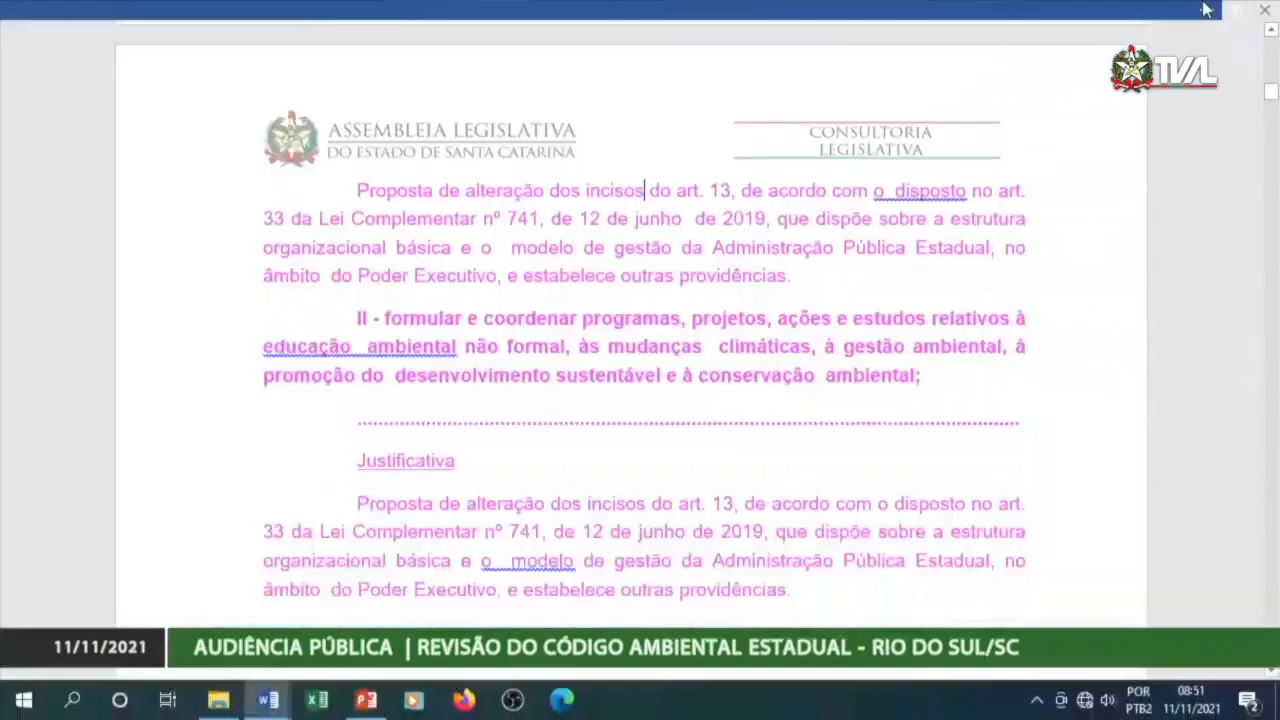 TVAL
ASSEMBLEIA LEGISLATIVA
DO ESTADO DE SANTA CATARINA
CONSULTORIA
LEGISLATIVA
Proposta de alteração dos incisos do art. 13, de acordo com o disposto no art.
33 da Lei Complementar nº 741, de 12 de junho de 2019, que dispõe sobre a estrutura
organizacional básica e o modelo de gestão da Administração Pública Estadual, no
âmbito do Poder Executivo, e estabelece outras providências.
II - formular e coordenar programas, projetos, ações e estudos relativos à
educação ambiental não formal, às mudanças climáticas, à gestão ambiental, à
promoção do desenvolvimento sustentável e à conservação ambiental;
Justificativa
Proposta de alteração dos incisos do art. 13, de acordo com o disposto no art.
33 da Lei Complementar nº 741, de 12 de junho de 2019, que dispõe sobre a estrutura
organizacional básica e o modelo de gestão da Administração Pública Estadual, no
âmbito do Poder Executivo, e estabelece outras providências.
11/11/2021
AUDIÊNCIA PÚBLICA | REVISÃO DO CÓDIGO AMBIENTAL ESTADUAL - RIO DO SUL/SC
POR
PTB2
08:51
11/11/2021
2